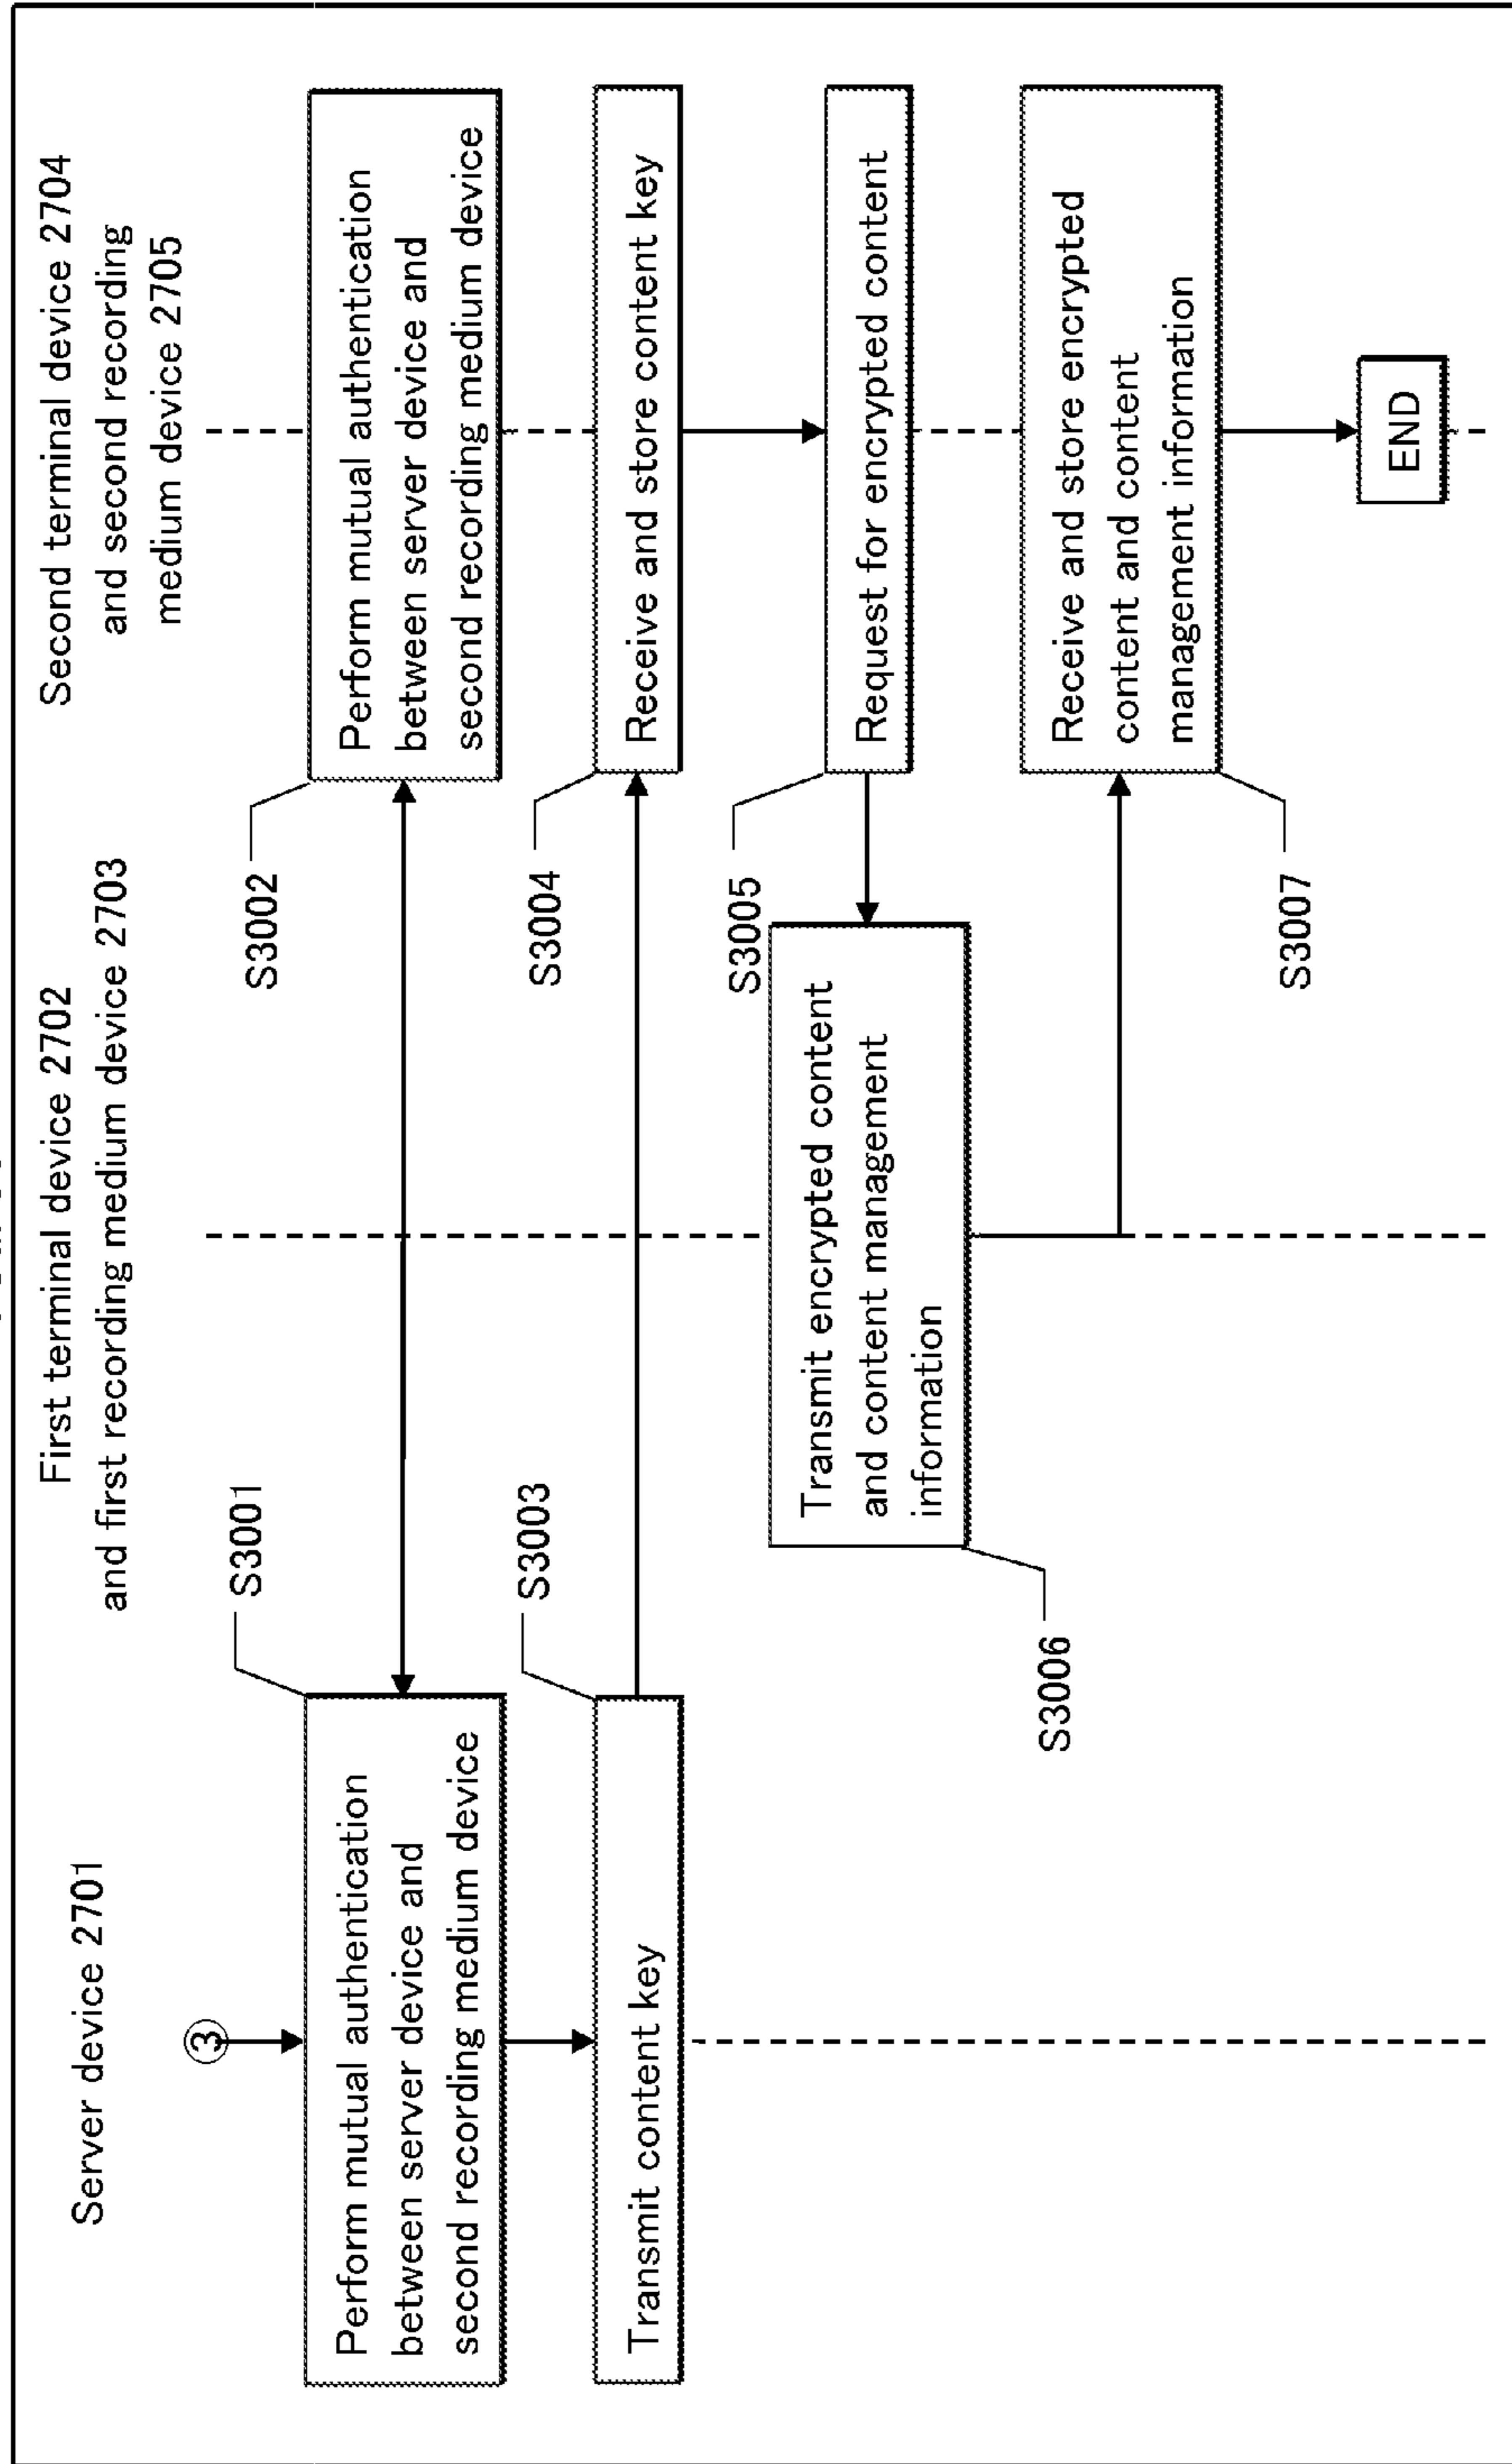 Server device 2701
First terminal device 2702
and first recording medium device 2703
Second terminal device 2704
and second recording
medium device 2705
③
S3001
Perform mutual authentication
between server device and
second recording medium device
S3002
Perform mutual authentication
between server device and
second recording medium device
S3003
Transmit content key
S3004
Receive and store content key
S3005
Request for encrypted content
Transmit encrypted content
and content management
information
S3006
Receive and store encrypted
content and content
management information
S3007
END